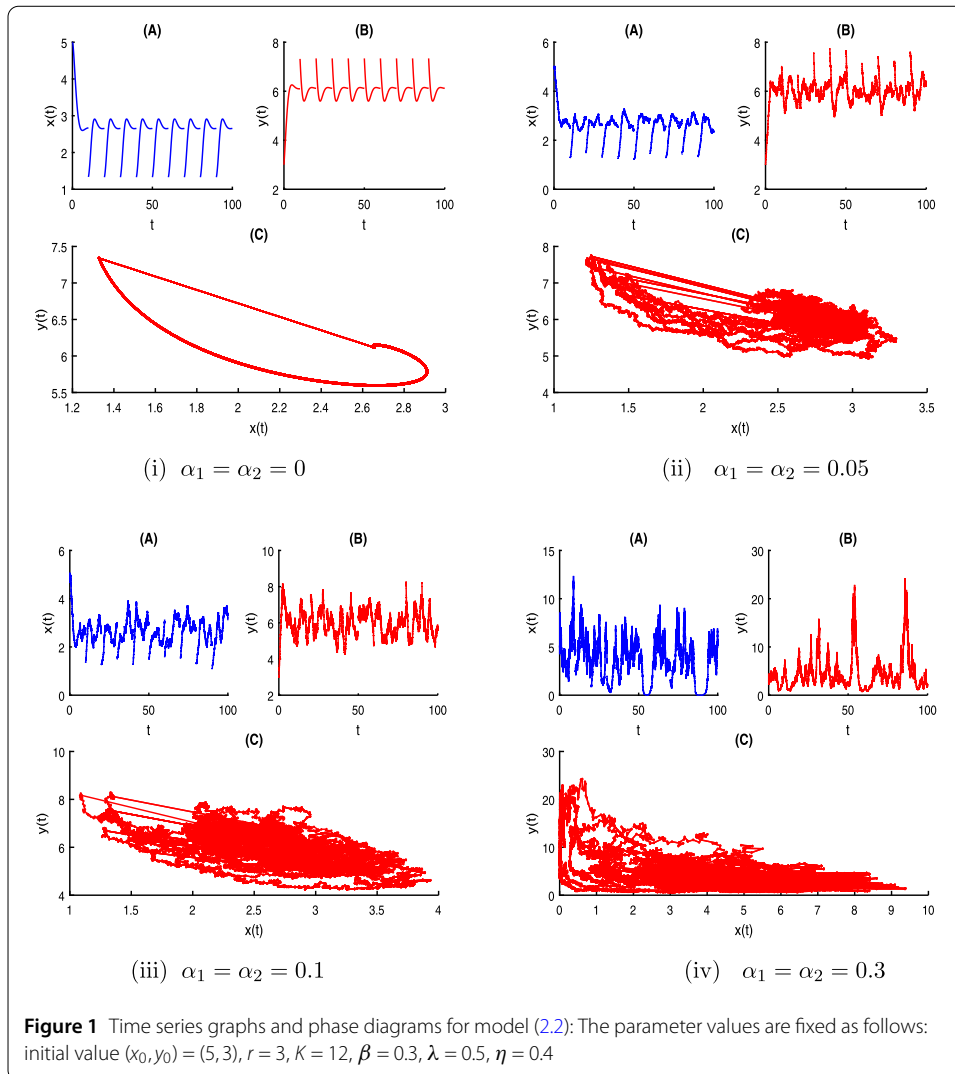 (A)
x(t)
5
4
3
2
1
0 50 100
t
(B)
y(t)
8
6
4
2
0 50 100
t
(C)
y(t)
7.5
7
6.5
6
5.5
1.2 1.4 1.6 1.8 2 2.2 2.4 2.6 2.8 3
x(t)
(i) α1 = α2 = 0
(A)
x(t)
6
4
2
0
0 50 100
t
(B)
y(t)
8
6
4
2
0 50 100
t
(C)
y(t)
8
7
6
5
4
1 1.5 2 2.5 3 3.5
x(t)
(ii) α1 = α2 = 0.05
(A)
x(t)
6
4
2
0
0 50 100
t
(B)
y(t)
10
8
6
4
2
0 50 100
t
(C)
y(t)
10
8
6
4
1 1.5 2 2.5 3 3.5 4
x(t)
(iii) α1 = α2 = 0.1
(A)
x(t)
15
10
5
0
0 50 100
t
(B)
y(t)
30
20
10
0
0 50 100
t
(C)
y(t)
30
20
10
0
0 1 2 3 4 5 6 7 8 9 10
x(t)
(iv) α1 = α2 = 0.3
Figure 1 Time series graphs and phase diagrams for model (2.2): The parameter values are fixed as follows:
initial value (x0, y0) = (5, 3), r = 3, K = 12, β = 0.3, λ = 0.5, η = 0.4